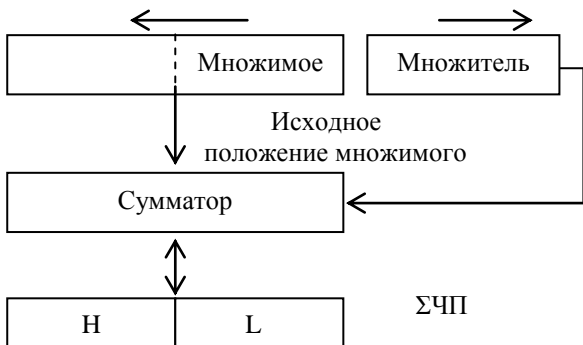 Множимое
Множитель
Исходное
положение множимого
Сумматор
ΣЧП
H
L